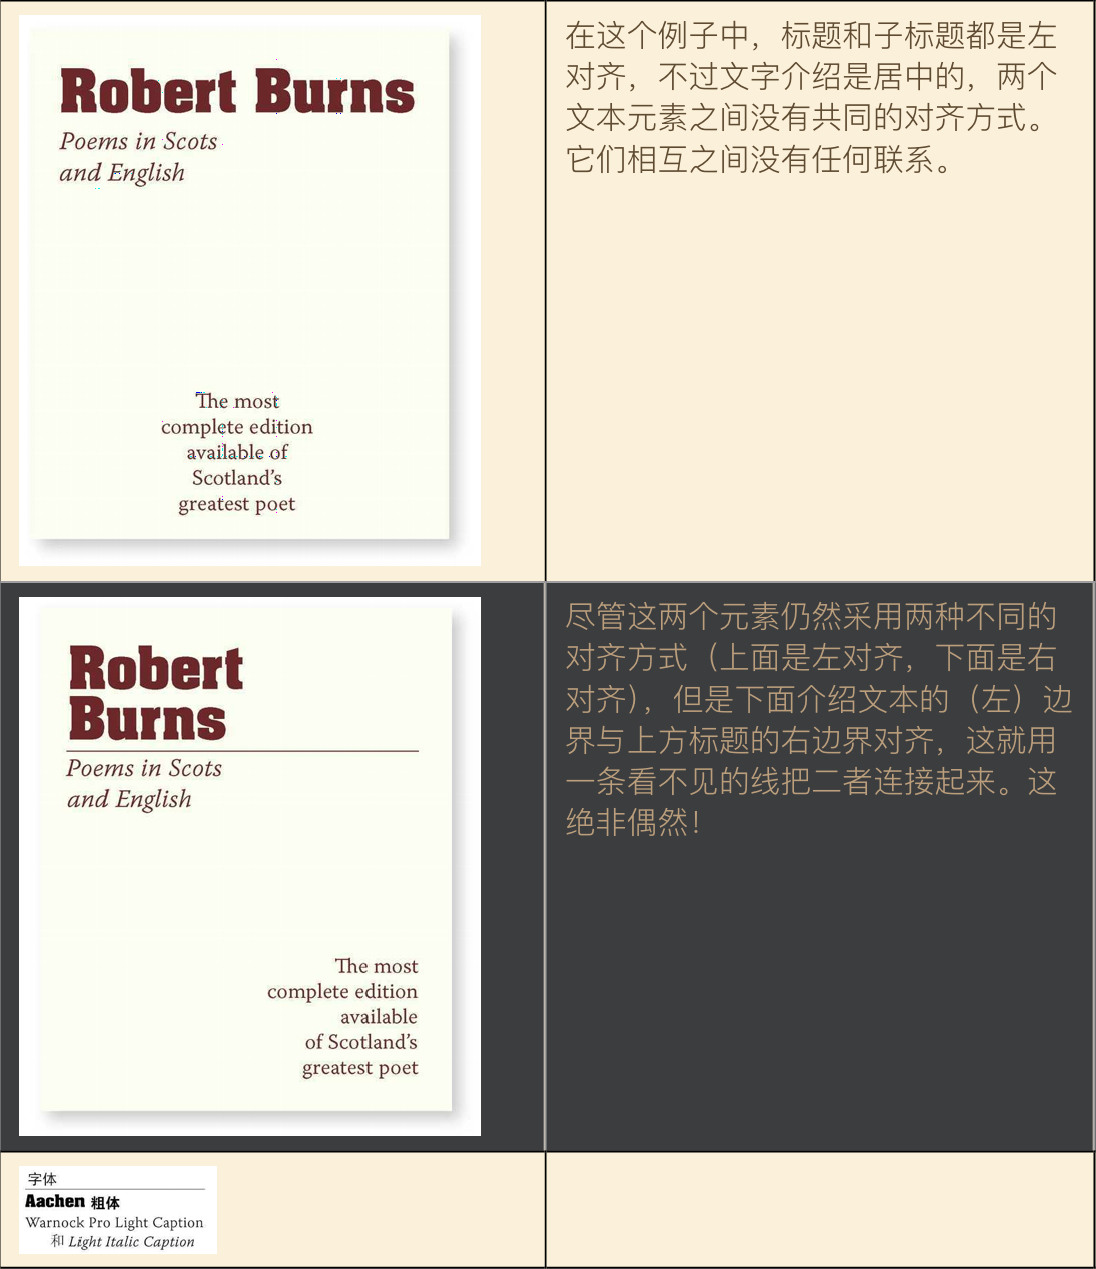 Robert Burns
Poems in Scots
and English
The most
complete edition
available of
Scotland’s
greatest poet
在这个例子中，标题和子标题都是左
对齐，不过文字介绍是居中的，两个
文本元素之间没有共同的对齐方式。
它们相互之间没有任何联系。
Robert
Burns
Poems in Scots
and English
The most
complete edition
available
of Scotland’s
greatest poet
尽管这两个元素仍然采用两种不同的
对齐方式（上面是左对齐，下面是右
对齐），但是下面介绍文本的（左）边
界与上方标题的右边界对齐，这就用
一条看不见的线把二者连接起来。这
绝非偶然！
字体
Aachen 粗体
Warnock Pro Light Caption
和 Light Italic Caption